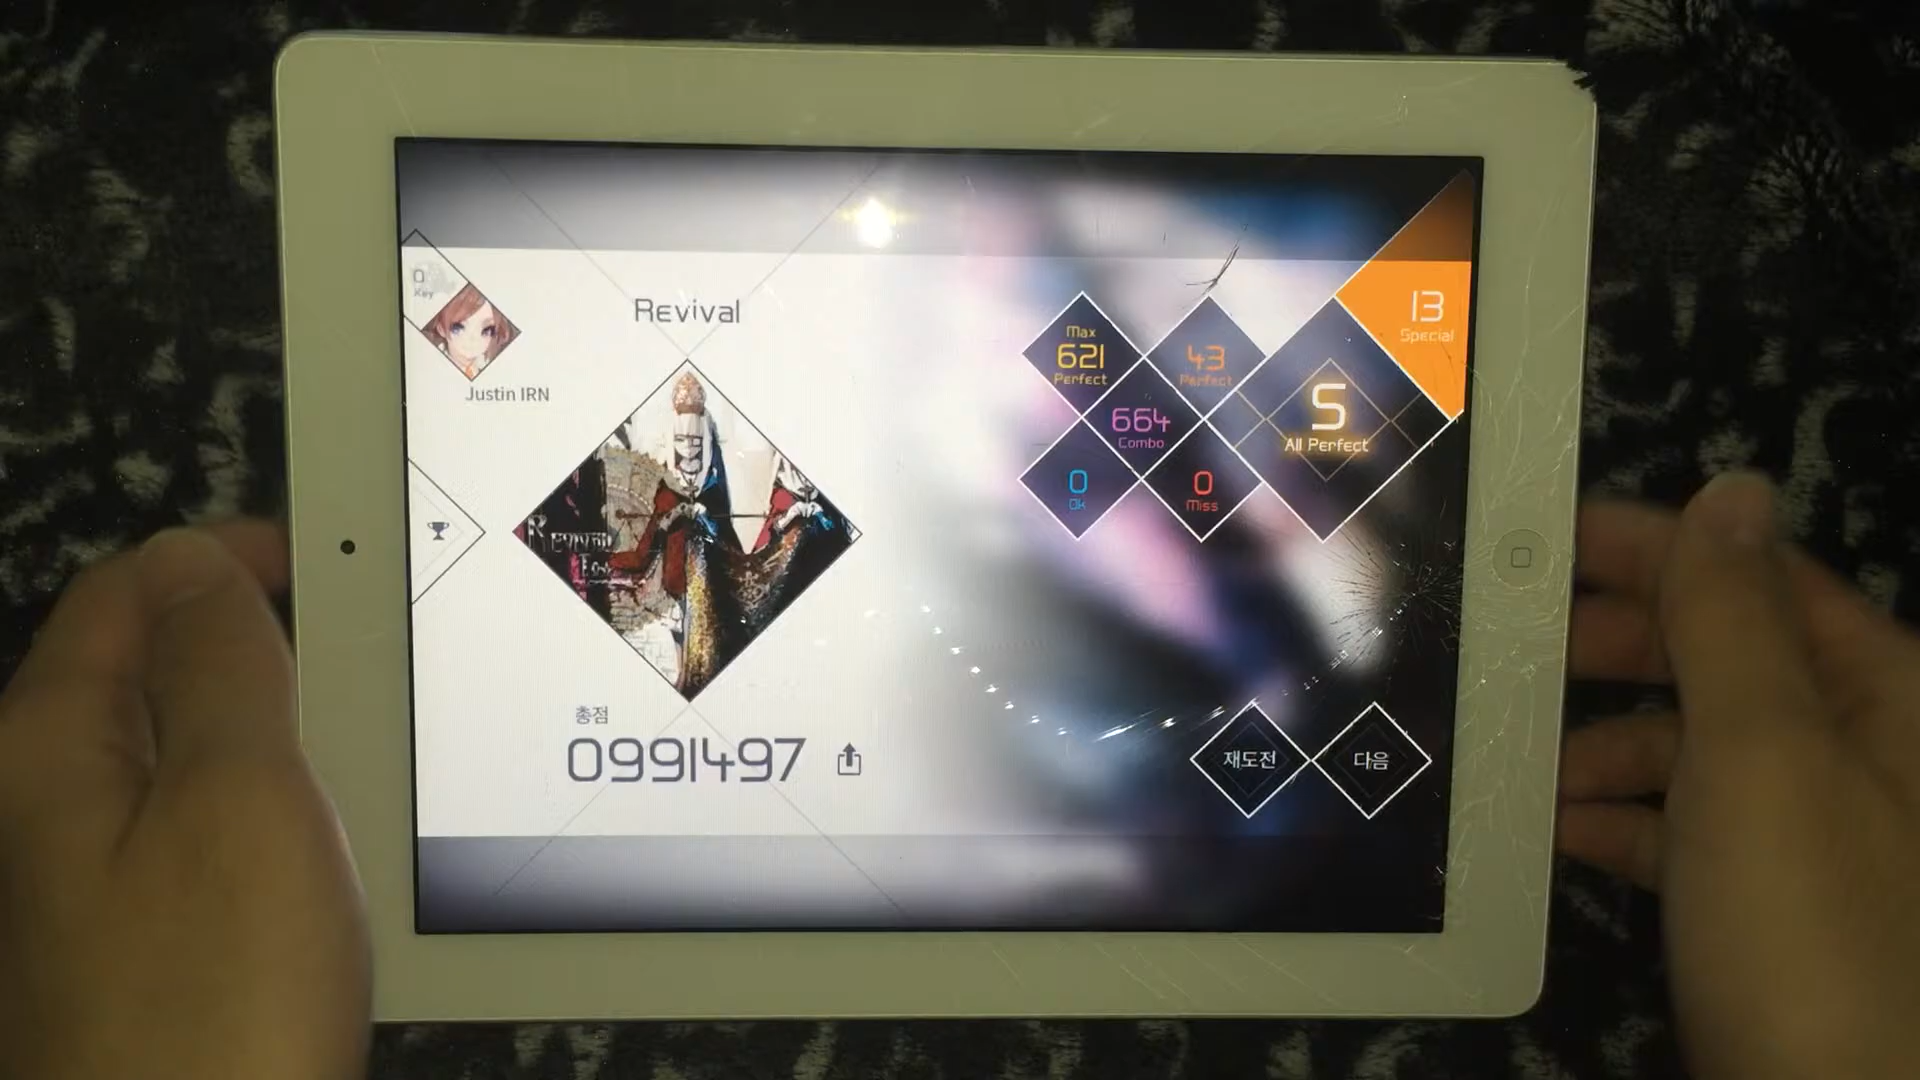 0
Key
Justin IRN
Revival
총점
0991497
Max
621
Perfect
43
Perfect
664
Combo
0
Ok
0
Miss
S
All Perfect
13
Special
재도전
다음